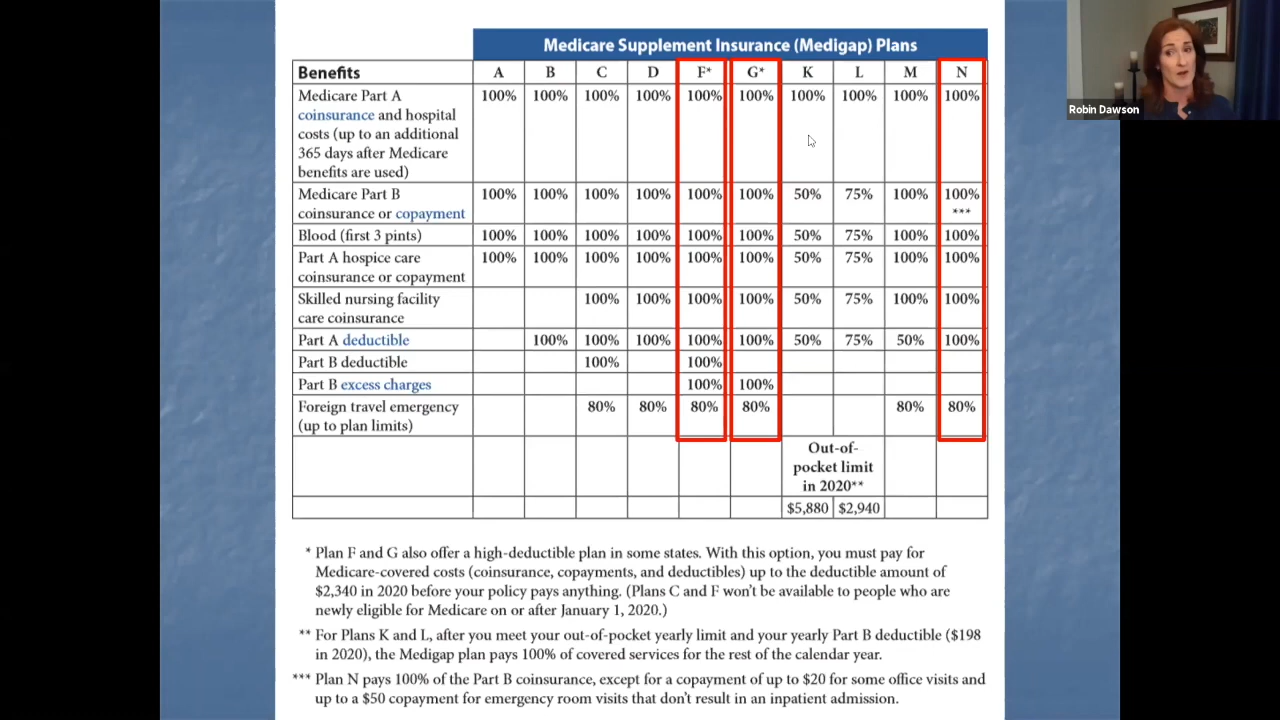 Medicare Supplement Insurance (Medigap) Plans
Benefits A B C D F* G* K L M N
Medicare Part A 100% 100% 100% 100% 100% 100% 100% 100% 100% 100%
coinsurance and hospital
costs (up to an additional
365 days after Medicare
benefits are used)
Medicare Part B 100% 100% 100% 100% 100% 100% 50% 75% 100% 100%
coinsurance or copayment ***
Blood (first 3 pints) 100% 100% 100% 100% 100% 100% 50% 75% 100% 100%
Part A hospice care 100% 100% 100% 100% 100% 100% 50% 75% 100% 100%
coinsurance or copayment
Skilled nursing facility 100% 100% 100% 100% 50% 75% 100% 100%
care coinsurance
Part A deductible 100% 100% 100% 100% 100% 50% 75% 50% 100%
Part B deductible 100% 100%
Part B excess charges 100% 100%
Foreign travel emergency 80% 80% 80% 80% 80% 80%
(up to plan limits)
Out-of-
pocket limit
in 2020**
$5,880 $2,940
* Plan F and G also offer a high-deductible plan in some states. With this option, you must pay for
Medicare-covered costs (coinsurance, copayments, and deductibles) up to the deductible amount of
$2,340 in 2020 before your policy pays anything. (Plans C and F won't be available to people who are
newly eligible for Medicare on or after January 1, 2020.)
** For Plans K and L, after you meet your out-of-pocket yearly limit and your yearly Part B deductible ($198
in 2020), the Medigap plan pays 100% of covered services for the rest of the calendar year.
*** Plan N pays 100% of the Part B coinsurance, except for a copayment of up to $20 for some office visits and
up to a $50 copayment for emergency room visits that don't result in an inpatient admission.
Robin Dawson